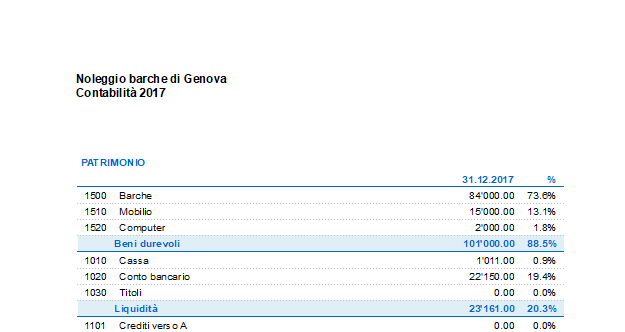 Noleggio barche di Genova
Contabilità 2017
PATRIMONIO
31.12.2017 %
1500 Barche 84'000.00 73.6%
1510 Mobilio 15'000.00 13.1%
1520 Computer 2'000.00 1.8%
Beni durevoli 101'000.00 88.5%
1010 Cassa 1'011.00 0.9%
1020 Conto bancario 22'150.00 19.4%
1030 Titoli 0.00 0.0%
Liquidità 23'161.00 20.3%
1101 Crediti verso A 0.00 0.0%